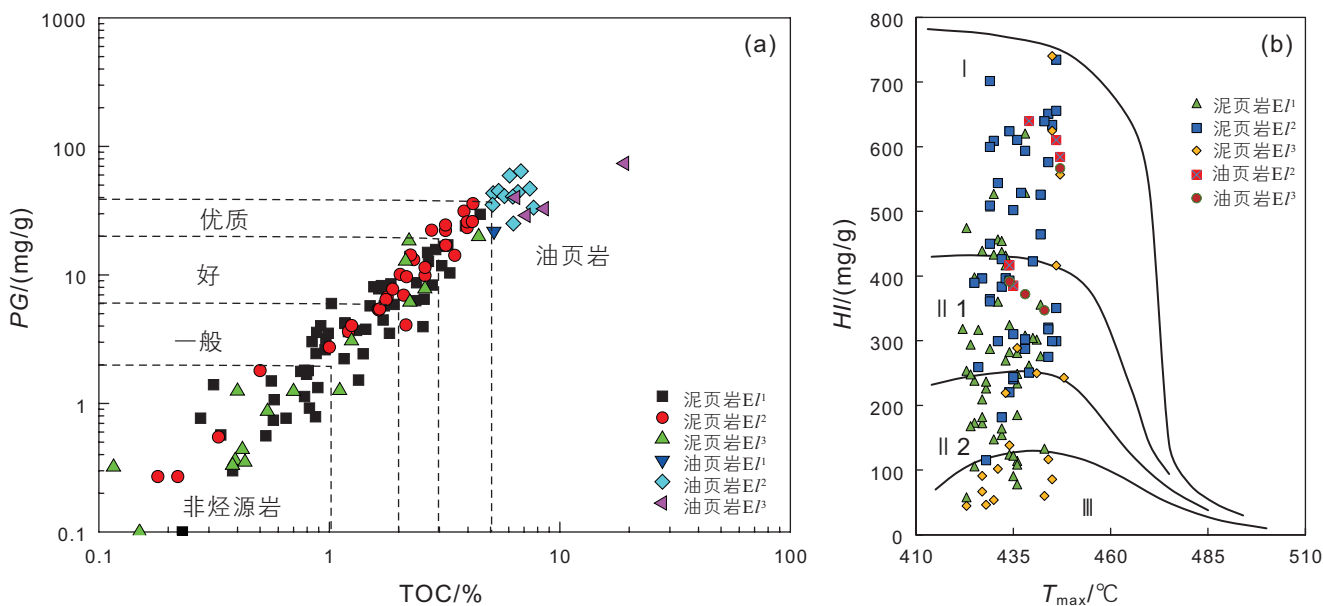 (a)
1000
100
10
1
0.1
PG/(mg/g)
优质
好
一般
非烃源岩
油页岩
泥页岩El¹
泥页岩El²
泥页岩El³
油页岩El¹
油页岩El²
油页岩El³
0.1
1
10
100
TOC/%
(b)
800
700
600
500
400
300
200
100
0
HI/(mg/g)
Ⅰ
Ⅱ 1
Ⅱ 2
Ⅲ
泥页岩El¹
泥页岩El²
泥页岩El³
油页岩El²
油页岩El³
410
435
460
485
510
Tmax/℃